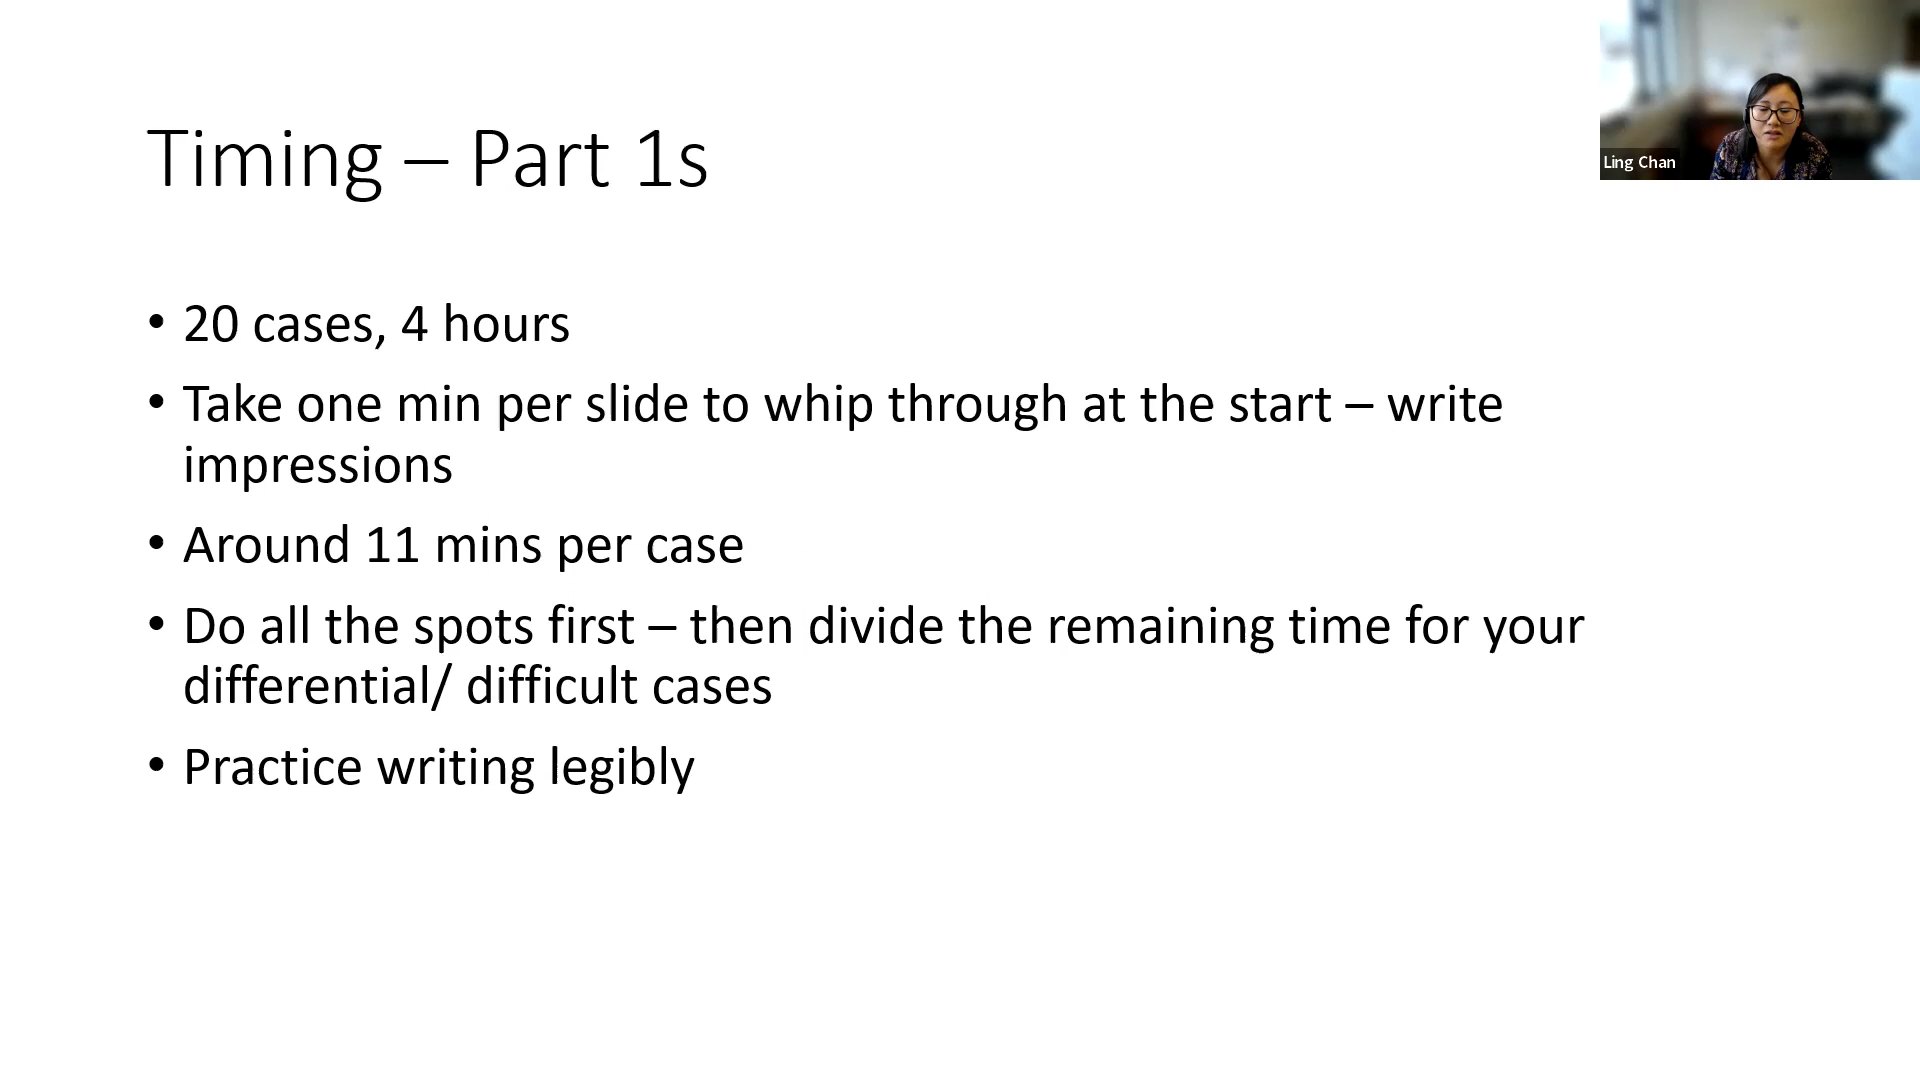 Timing – Part 1s
Ling Chan
• 20 cases, 4 hours
• Take one min per slide to whip through at the start – write
impressions
• Around 11 mins per case
• Do all the spots first – then divide the remaining time for your
differential/ difficult cases
• Practice writing legibly